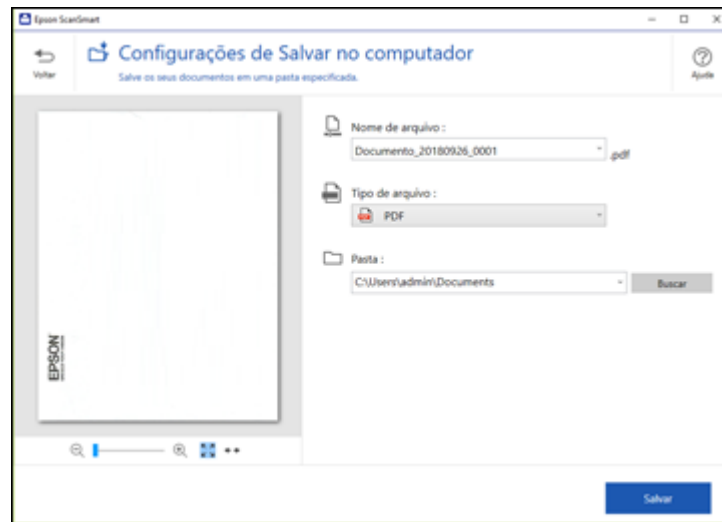 Epson ScanSmart
Voltar
Configurações de Salvar no computador
Salve os seus documentos em uma pasta especificada.
Ajuda
Nome de arquivo :
Documento_20180926_0001
.pdf
Tipo de arquivo :
PDF
Pasta :
C:\Users\admin\Documents
Buscar
EPSON
Salvar